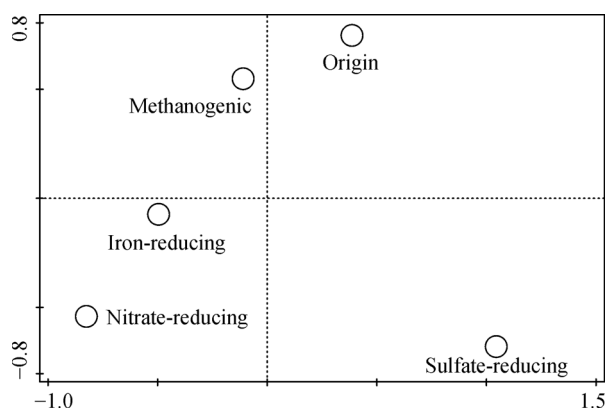 0.8
Origin
Methanogenic
Iron-reducing
Nitrate-reducing
Sulfate-reducing
−0.8
−1.0
1.5